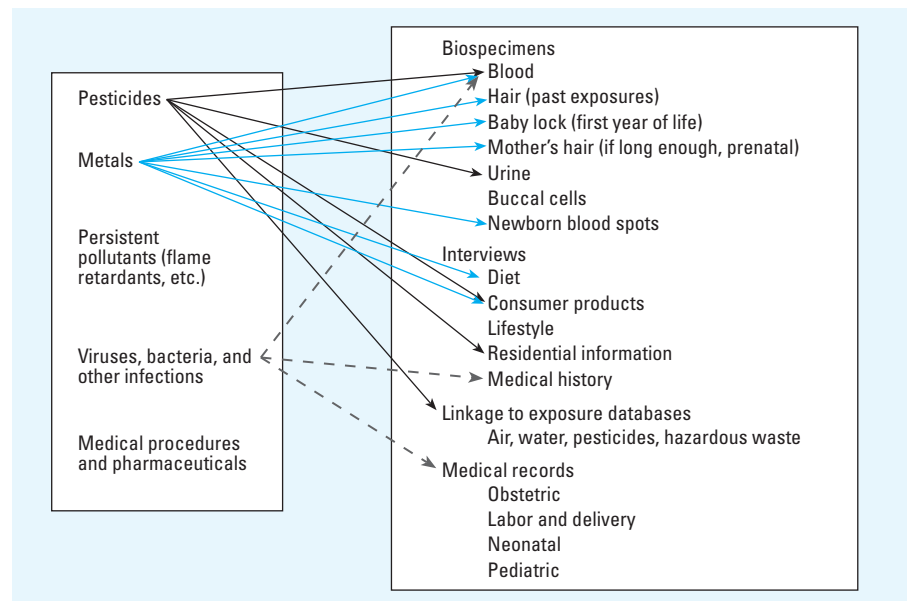 Pesticides
Metals
Persistent
pollutants (flame
retardants, etc.)
Viruses, bacteria, and
other infections
Medical procedures
and pharmaceuticals
Biospecimens
Blood
Hair (past exposures)
Baby lock (first year of life)
Mother's hair (if long enough, prenatal)
Urine
Buccal cells
Newborn blood spots
Interviews
Diet
Consumer products
Lifestyle
Residential information
Medical history
Linkage to exposure databases
Air, water, pesticides, hazardous waste
Medical records
Obstetric
Labor and delivery
Neonatal
Pediatric